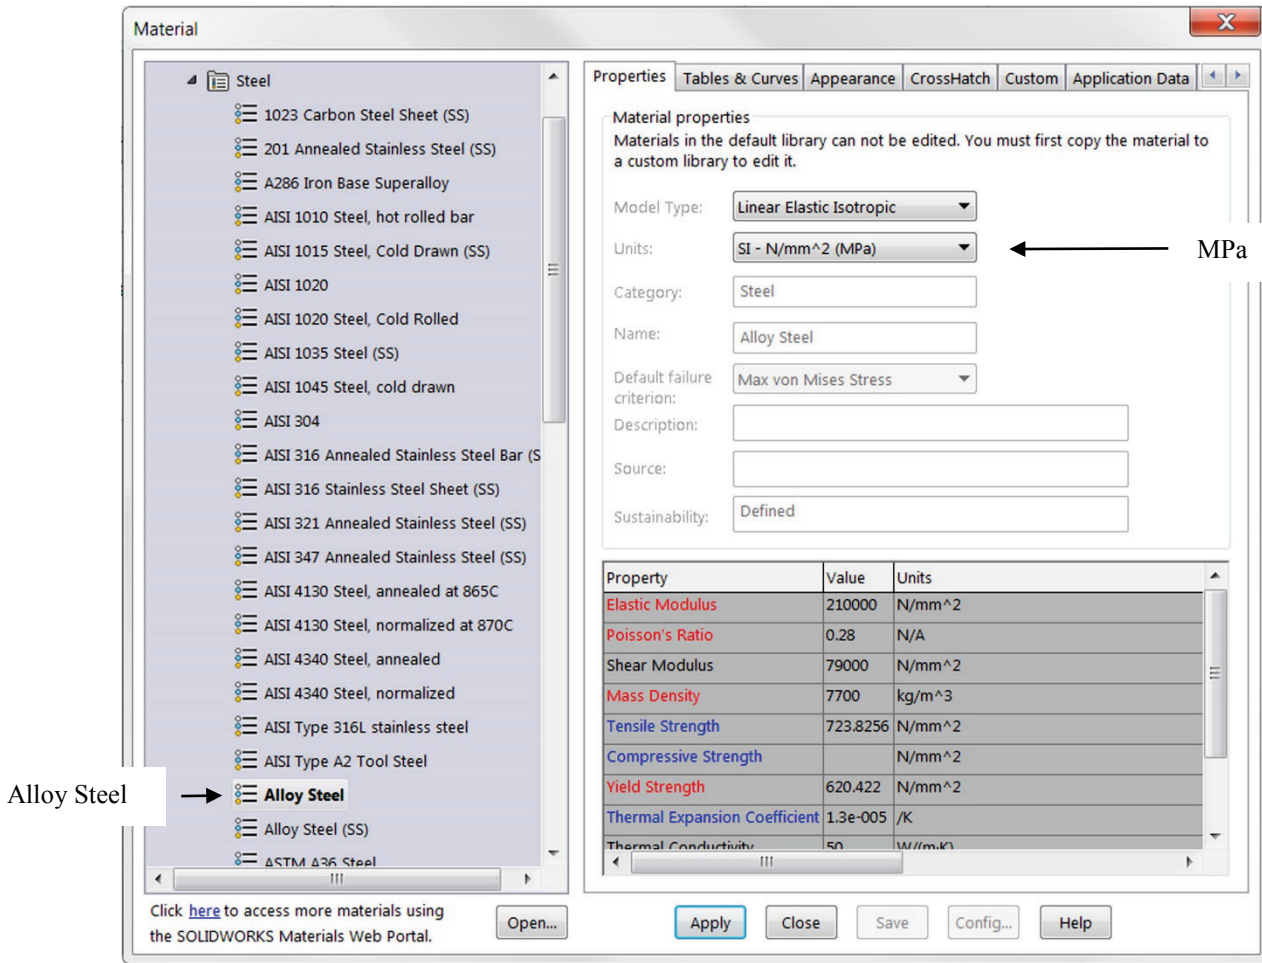 Material
Steel
1023 Carbon Steel Sheet (SS)
201 Annealed Stainless Steel (SS)
A286 Iron Base Superalloy
AISI 1010 Steel, hot rolled bar
AISI 1015 Steel, Cold Drawn (SS)
AISI 1020
AISI 1020 Steel, Cold Rolled
AISI 1035 Steel (SS)
AISI 1045 Steel, cold drawn
AISI 304
AISI 316 Annealed Stainless Steel Bar (S
AISI 316 Stainless Steel Sheet (SS)
AISI 321 Annealed Stainless Steel (SS)
AISI 347 Annealed Stainless Steel (SS)
AISI 4130 Steel, annealed at 865C
AISI 4130 Steel, normalized at 870C
AISI 4340 Steel, annealed
AISI 4340 Steel, normalized
AISI Type 316L stainless steel
AISI Type A2 Tool Steel
Alloy Steel
Alloy Steel
Alloy Steel (SS)
ASTM A36 Steel
Click here to access more materials using
the SOLIDWORKS Materials Web Portal.
Open...
Properties Tables & Curves Appearance CrossHatch Custom Application Data
Material properties
Materials in the default library can not be edited. You must first copy the material to
a custom library to edit it.
Model Type: Linear Elastic Isotropic
Units: SI - N/mm^2 (MPa)
MPa
Category: Steel
Name: Alloy Steel
Default failure
criterion:
Max von Mises Stress
Description:
Source:
Sustainability: Defined
Property Value Units
Elastic Modulus 210000 N/mm^2
Poisson's Ratio 0.28 N/A
Shear Modulus 79000 N/mm^2
Mass Density 7700 kg/m^3
Tensile Strength 723.8256 N/mm^2
Compressive Strength N/mm^2
Yield Strength 620.422 N/mm^2
Thermal Expansion Coefficient 1.3e-005 /K
Thermal Conductivity 50 W/(m·K)
Apply Close Save Config... Help